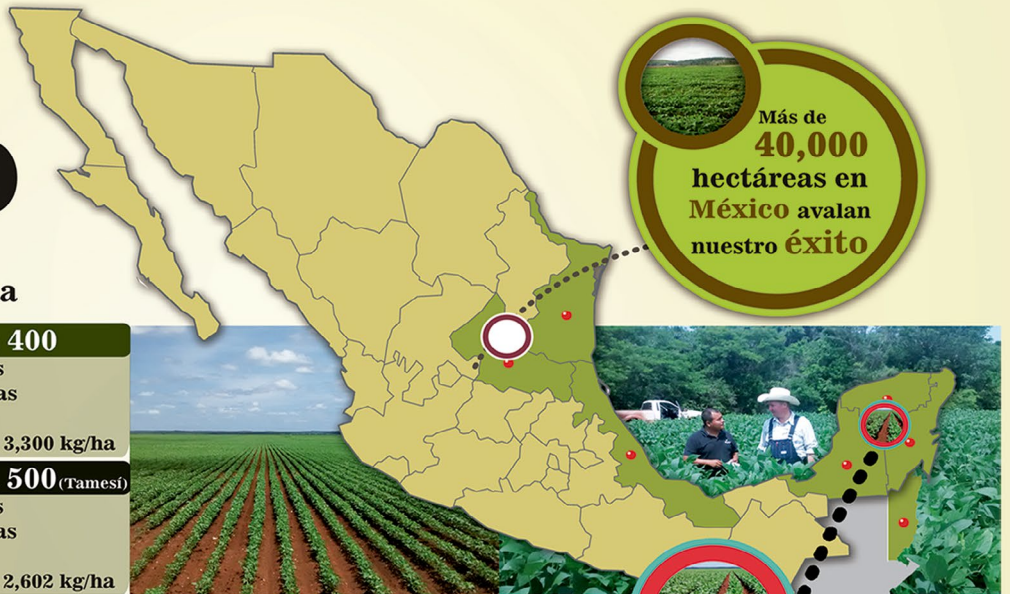 Más de
40,000
hectáreas en
México avalan
nuestro éxito
a
400
s
as
3,300 kg/ha
500 (Tamesí)
s
as
2,602 kg/ha